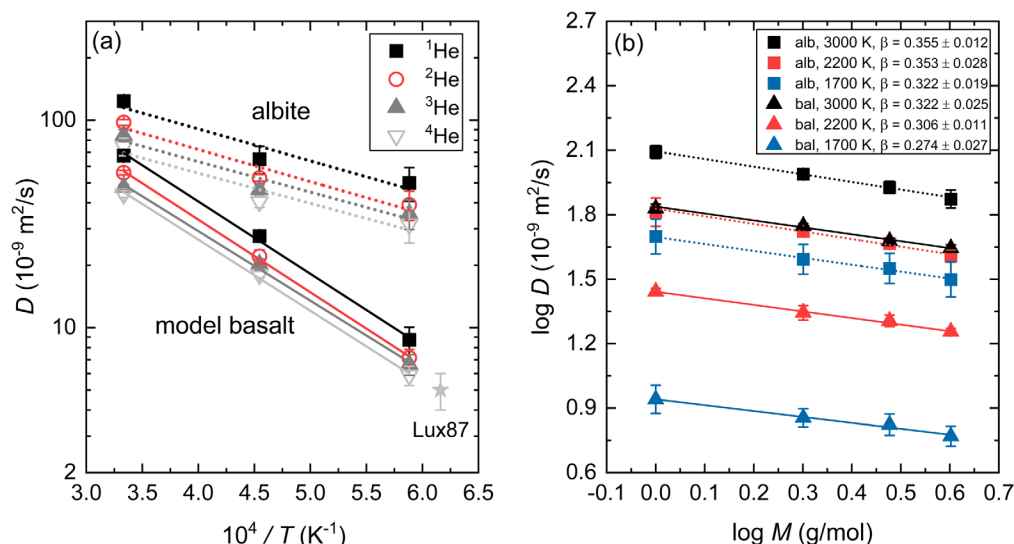 (a)
¹He
²He
³He
⁴He
albite
model basalt
Lux87
100
10
2
D (10⁻⁹ m²/s)
3.0 3.5 4.0 4.5 5.0 5.5 6.0 6.5
10⁴ / T (K⁻¹)
(b)
alb, 3000 K, β = 0.355 ± 0.012
alb, 2200 K, β = 0.353 ± 0.028
alb, 1700 K, β = 0.322 ± 0.019
bal, 3000 K, β = 0.322 ± 0.025
bal, 2200 K, β = 0.306 ± 0.011
bal, 1700 K, β = 0.274 ± 0.027
2.7
2.4
2.1
1.8
1.5
1.2
0.9
0.6
log D (10⁻⁹ m²/s)
-0.1 0.0 0.1 0.2 0.3 0.4 0.5 0.6 0.7
log M (g/mol)